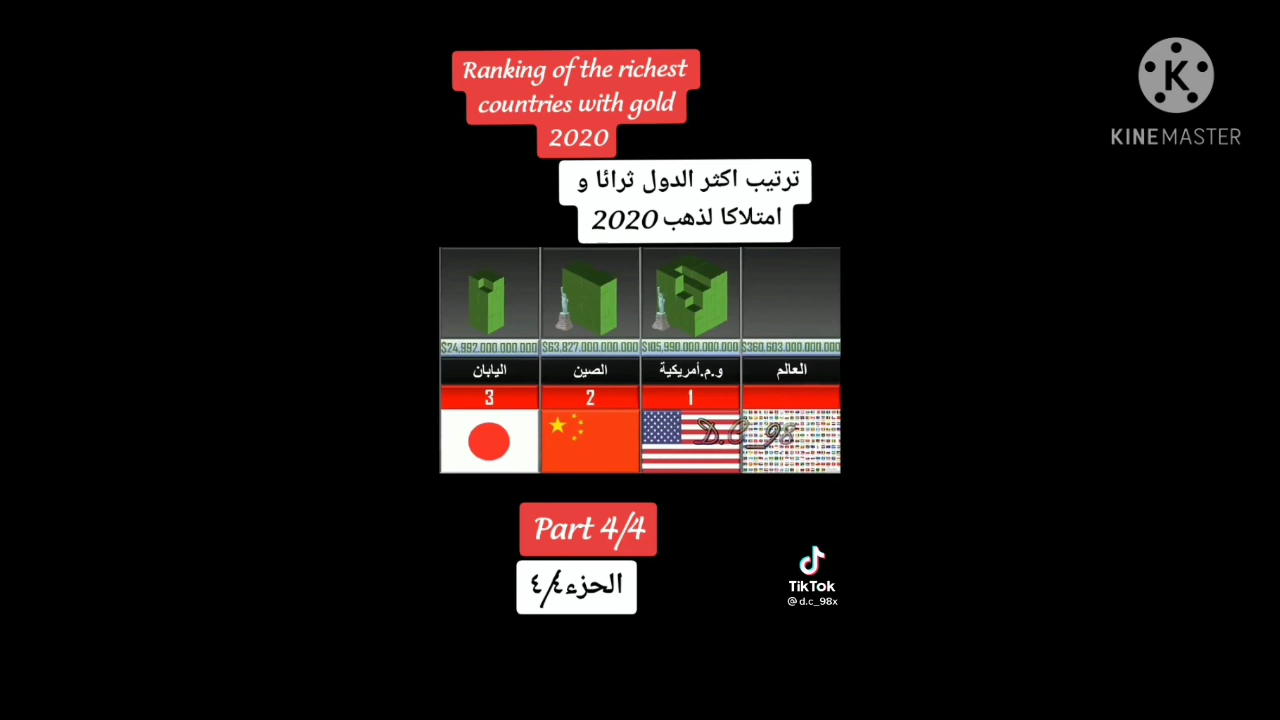 Ranking of the richest
countries with gold
2020
KINEMASTER
ترتيب اكثر الدول ثرائا و
امتلاكا لذهب 2020
$24.992.000.000.000 $63.827.000.000.000 $105.990.000.000.000 $360.603.000.000.000
اليابان الصين و.م.أمريكية العالم
3 2 1
D.C_98
Part 4/4
الحزء٤/٤
TikTok
@d.c_98x